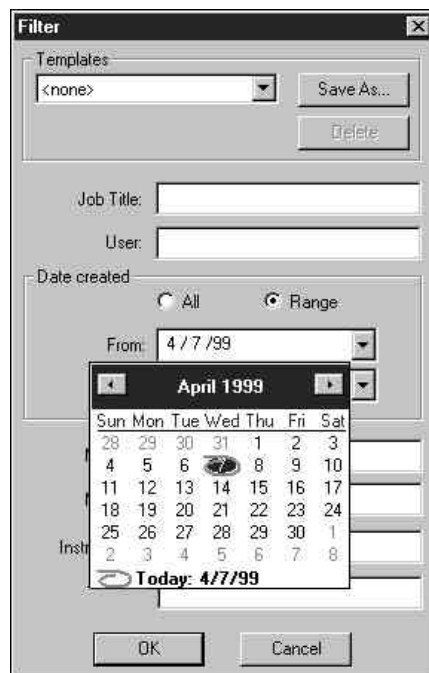 Filter
Templates
<none>
Save As...
Delete
Job Title:
User:
Date created
All Range
From: 4 / 7 /99
April 1999
Sun Mon Tue Wed Thu Fri Sat
28 29 30 31 1 2 3
4 5 6 7 8 9 10
11 12 13 14 15 16 17
18 19 20 21 22 23 24
25 26 27 28 29 30 1
2 3 4 5 6 7 8
Today: 4/7/99
Instr
OK Cancel